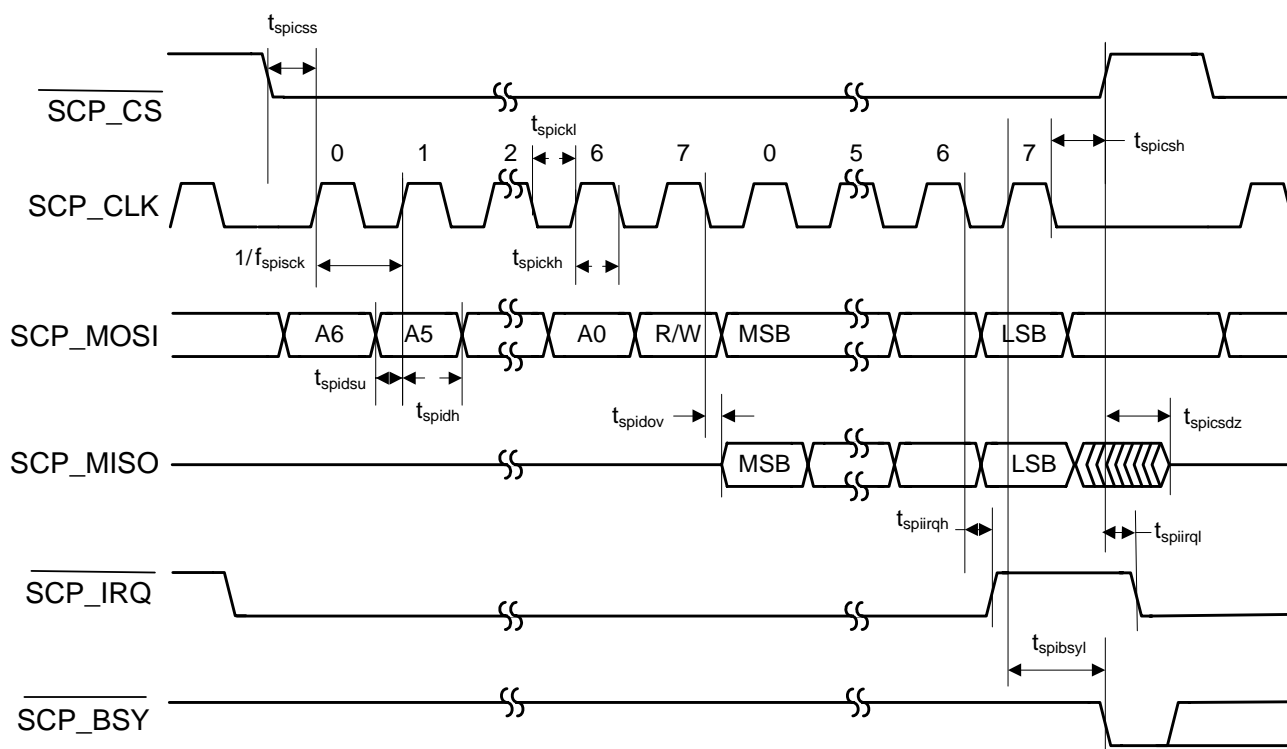 tspicss
SCP_CS
tspickl
tspicsh
0 1 2 6 7 0 5 6 7
SCP_CLK
1/fspisck
tspickh
SCP_MOSI
A6 A5 A0 R/W MSB LSB
tspidsu
tspidh
tspidov
tspicsdz
SCP_MISO
MSB LSB
tspiirqh
tspiirql
SCP_IRQ
tspibsyl
SCP_BSY